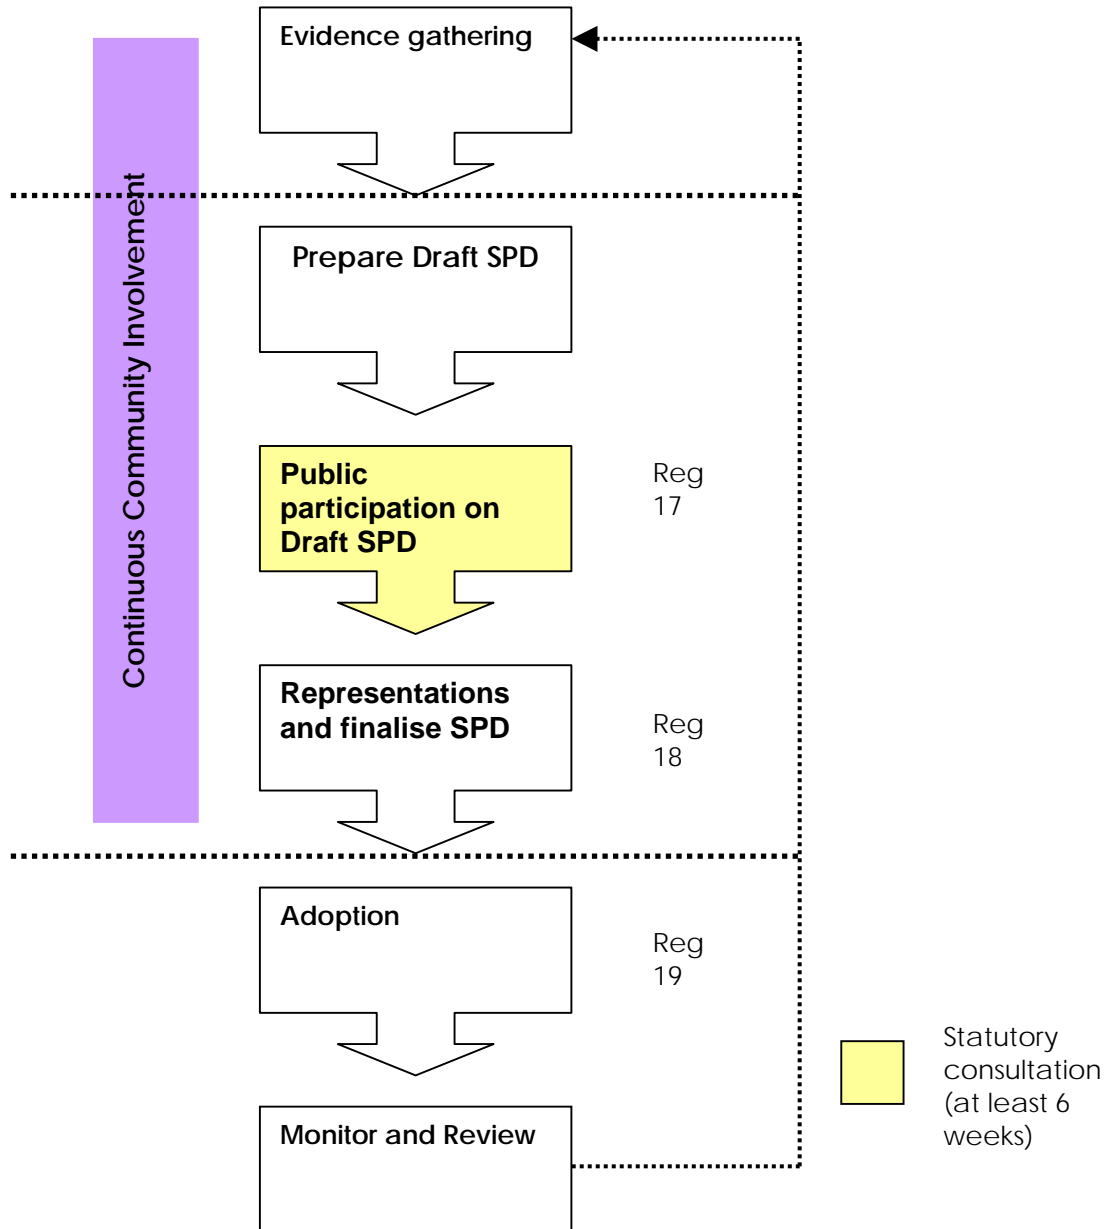 Evidence gathering
Continuous Community Involvement
Prepare Draft SPD
Public
participation on
Draft SPD
Reg
17
Representations
and finalise SPD
Reg
18
Adoption
Reg
19
Statutory
consultation
(at least 6
weeks)
Monitor and Review